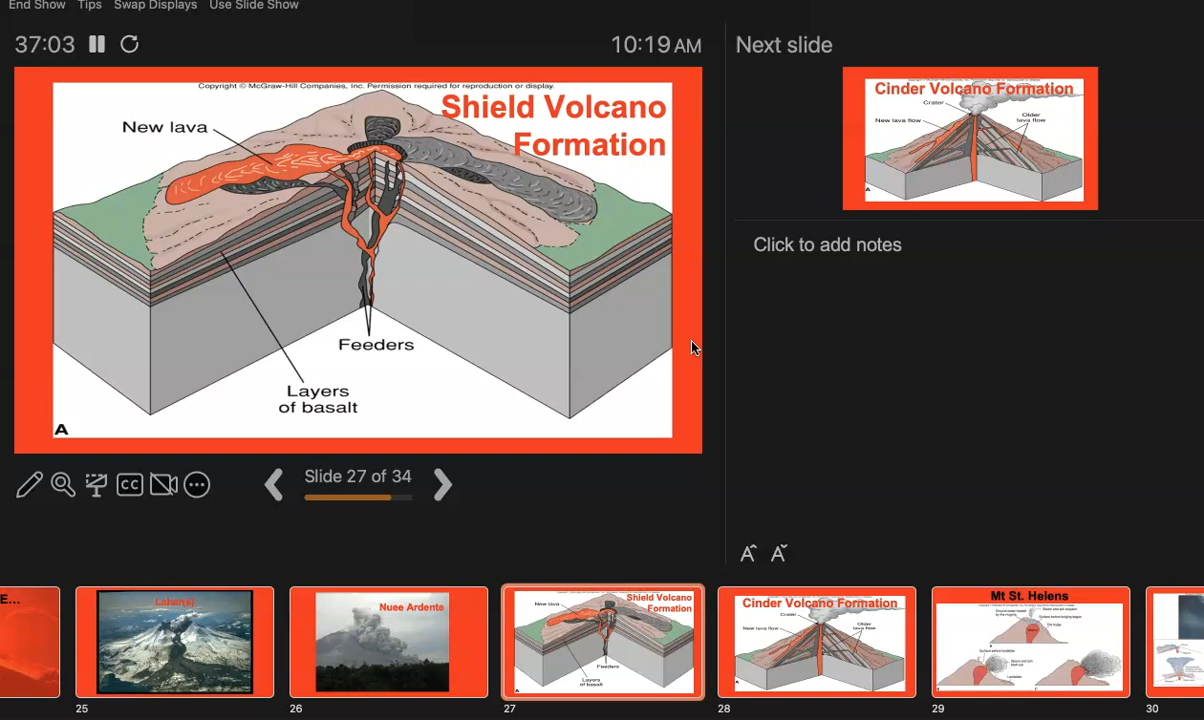 End Show Tips Swap Displays Use Slide Show
37:03
10:19 AM
Next slide
Copyright © McGraw-Hill Companies, Inc. Permission required for reproduction or display.
Shield Volcano
Formation
New lava
Feeders
Layers
of basalt
A
Cinder Volcano Formation
Crater
New lava flow
Older
lava flow
A
Click to add notes
CC
Slide 27 of 34
A A
E...
Lahar(s)
Nuee Ardente
Shield Volcano
Formation
New lava
Feeders
Layers
of basalt
Cinder Volcano Formation
Crater
New lava flow
Older
lava flow
Mt St. Helens
25
26
27
28
29
30